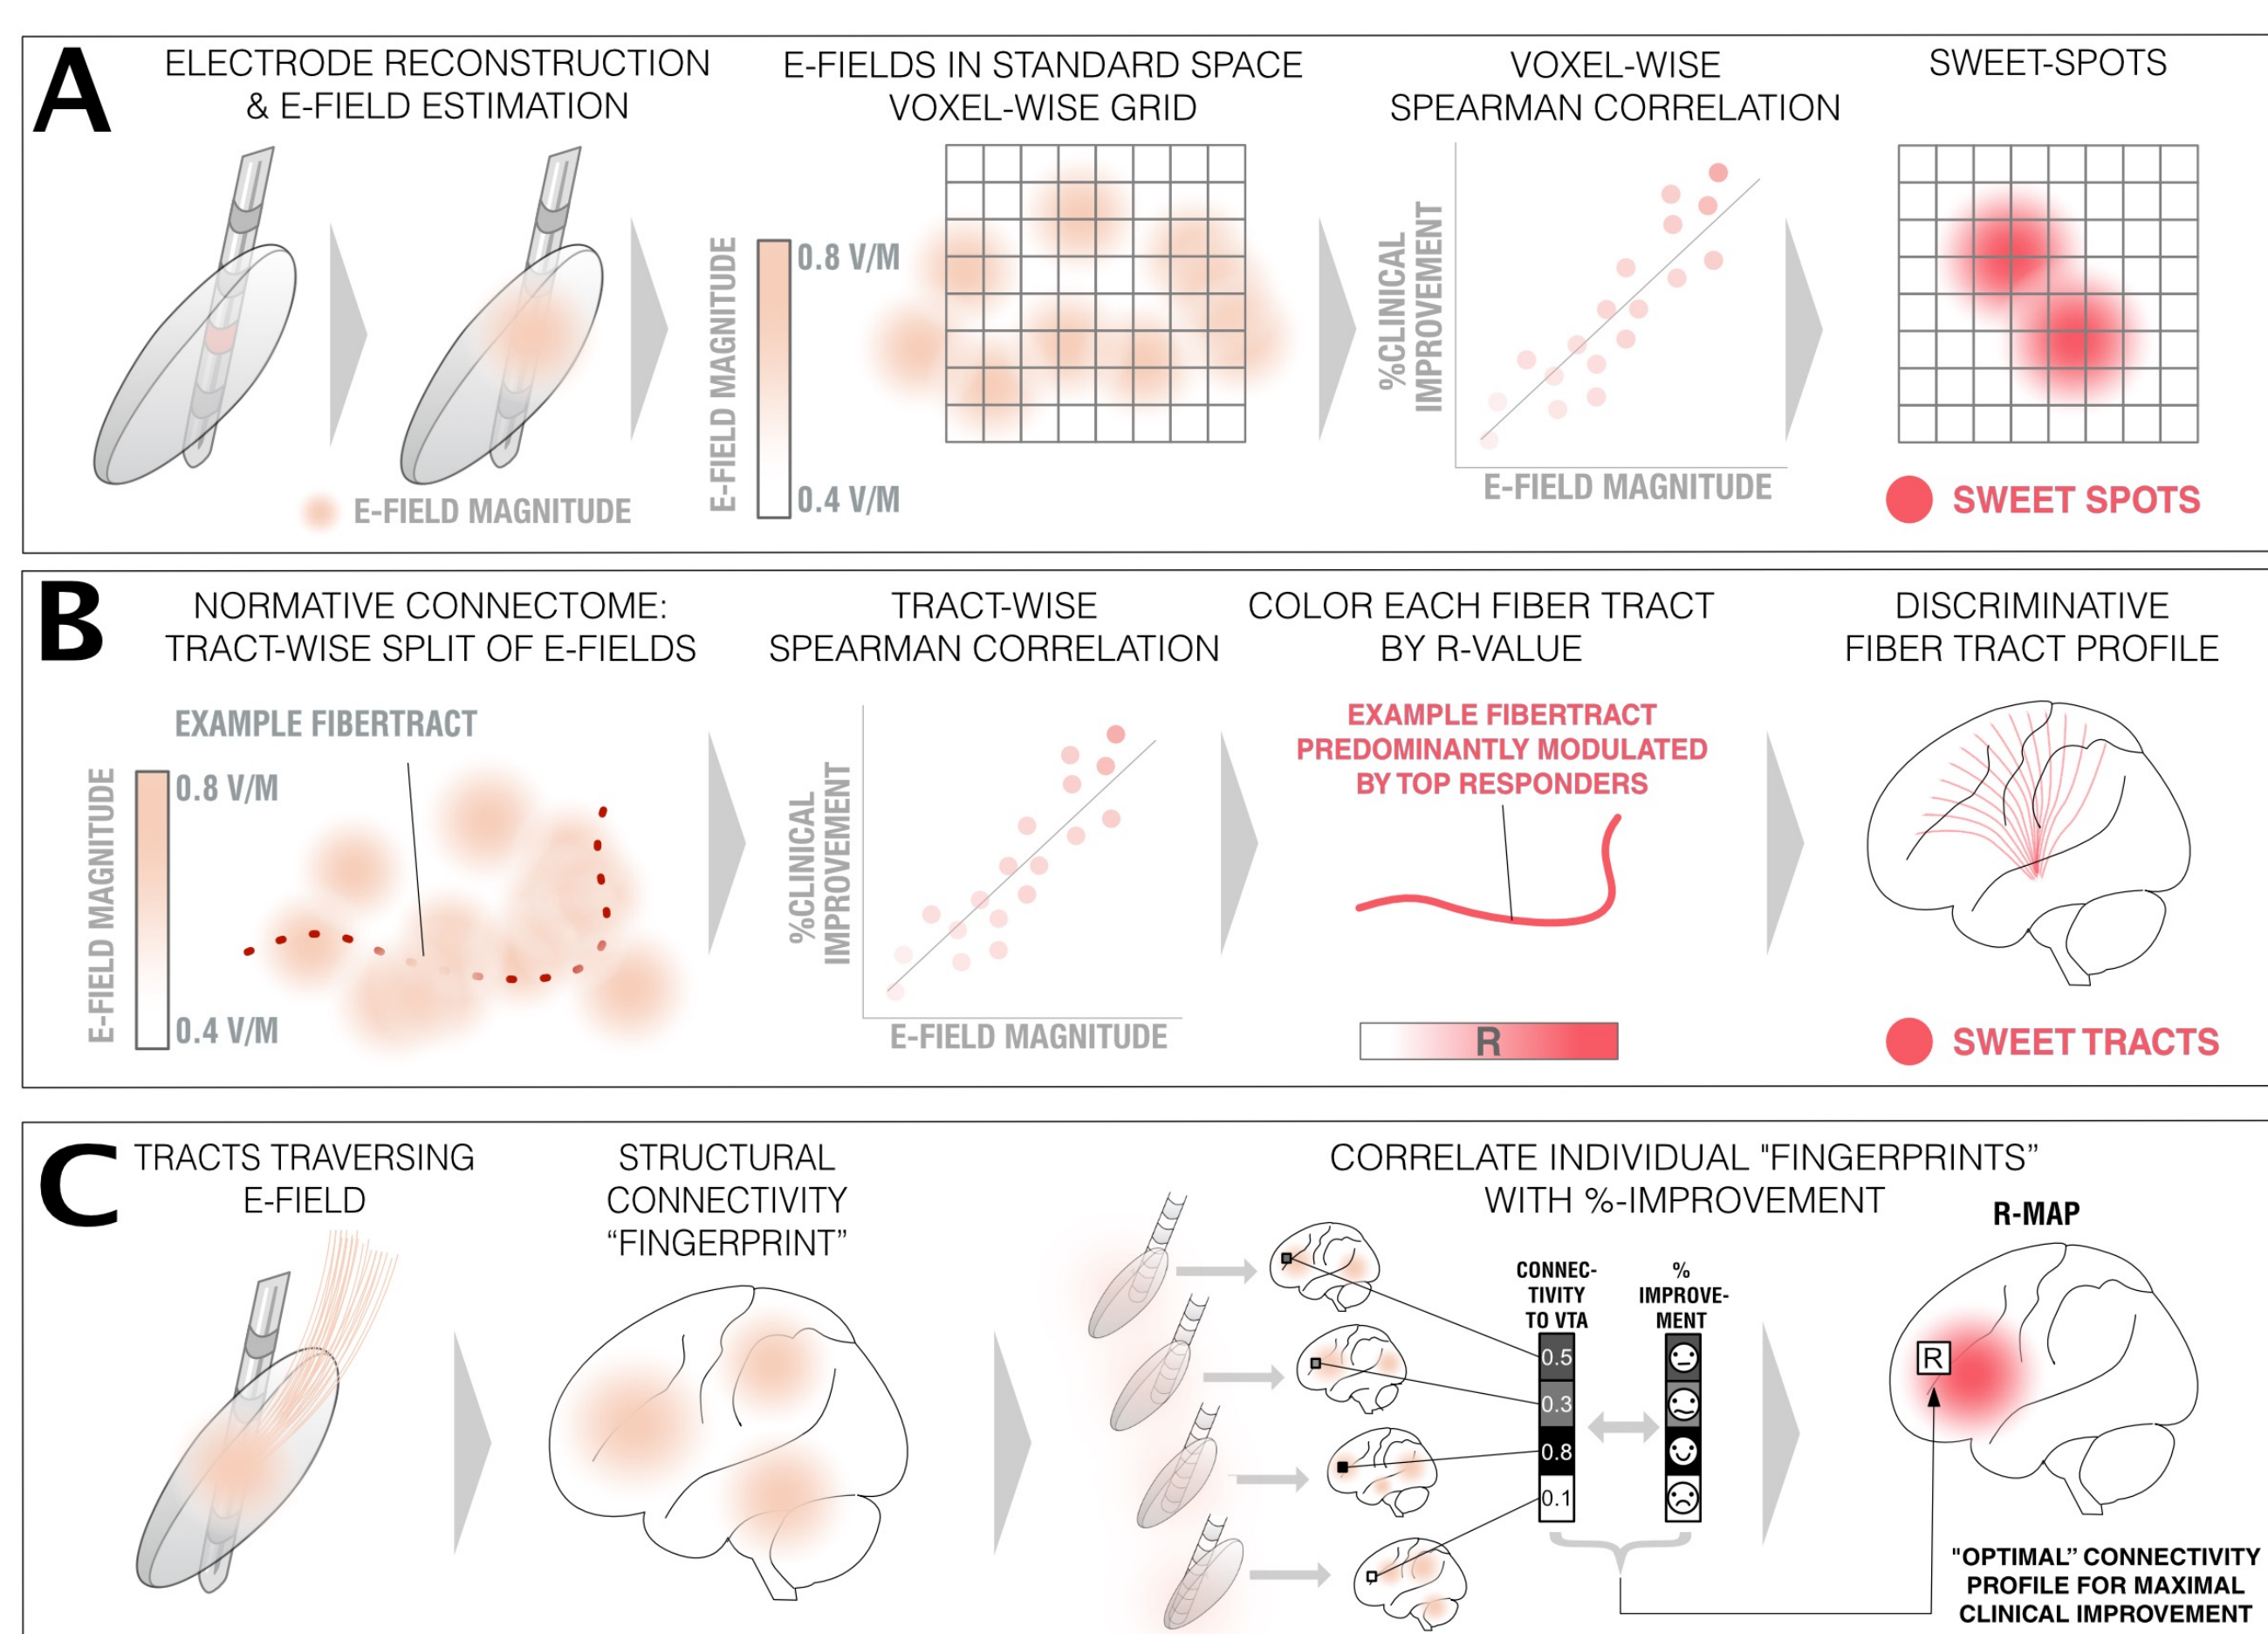 A
ELECTRODE RECONSTRUCTION
& E-FIELD ESTIMATION
E-FIELD MAGNITUDE
E-FIELDS IN STANDARD SPACE
VOXEL-WISE GRID
E-FIELD MAGNITUDE
0.8 V/M
0.4 V/M
VOXEL-WISE
SPEARMAN CORRELATION
%CLINICAL
IMPROVEMENT
E-FIELD MAGNITUDE
SWEET-SPOTS
SWEET SPOTS
B
NORMATIVE CONNECTOME:
TRACT-WISE SPLIT OF E-FIELDS
EXAMPLE FIBERTRACT
E-FIELD MAGNITUDE
0.8 V/M
0.4 V/M
TRACT-WISE
SPEARMAN CORRELATION
%CLINICAL
IMPROVEMENT
E-FIELD MAGNITUDE
COLOR EACH FIBER TRACT
BY R-VALUE
EXAMPLE FIBERTRACT
PREDOMINANTLY MODULATED
BY TOP RESPONDERS
R
DISCRIMINATIVE
FIBER TRACT PROFILE
SWEET TRACTS
C
TRACTS TRAVERSING
E-FIELD
STRUCTURAL
CONNECTIVITY
“FINGERPRINT”
CORRELATE INDIVIDUAL "FINGERPRINTS”
WITH %-IMPROVEMENT
CONNEC-
TIVITY
TO VTA
0.5
0.3
0.8
0.1
%
IMPROVE-
MENT
R-MAP
R
"OPTIMAL” CONNECTIVITY
PROFILE FOR MAXIMAL
CLINICAL IMPROVEMENT